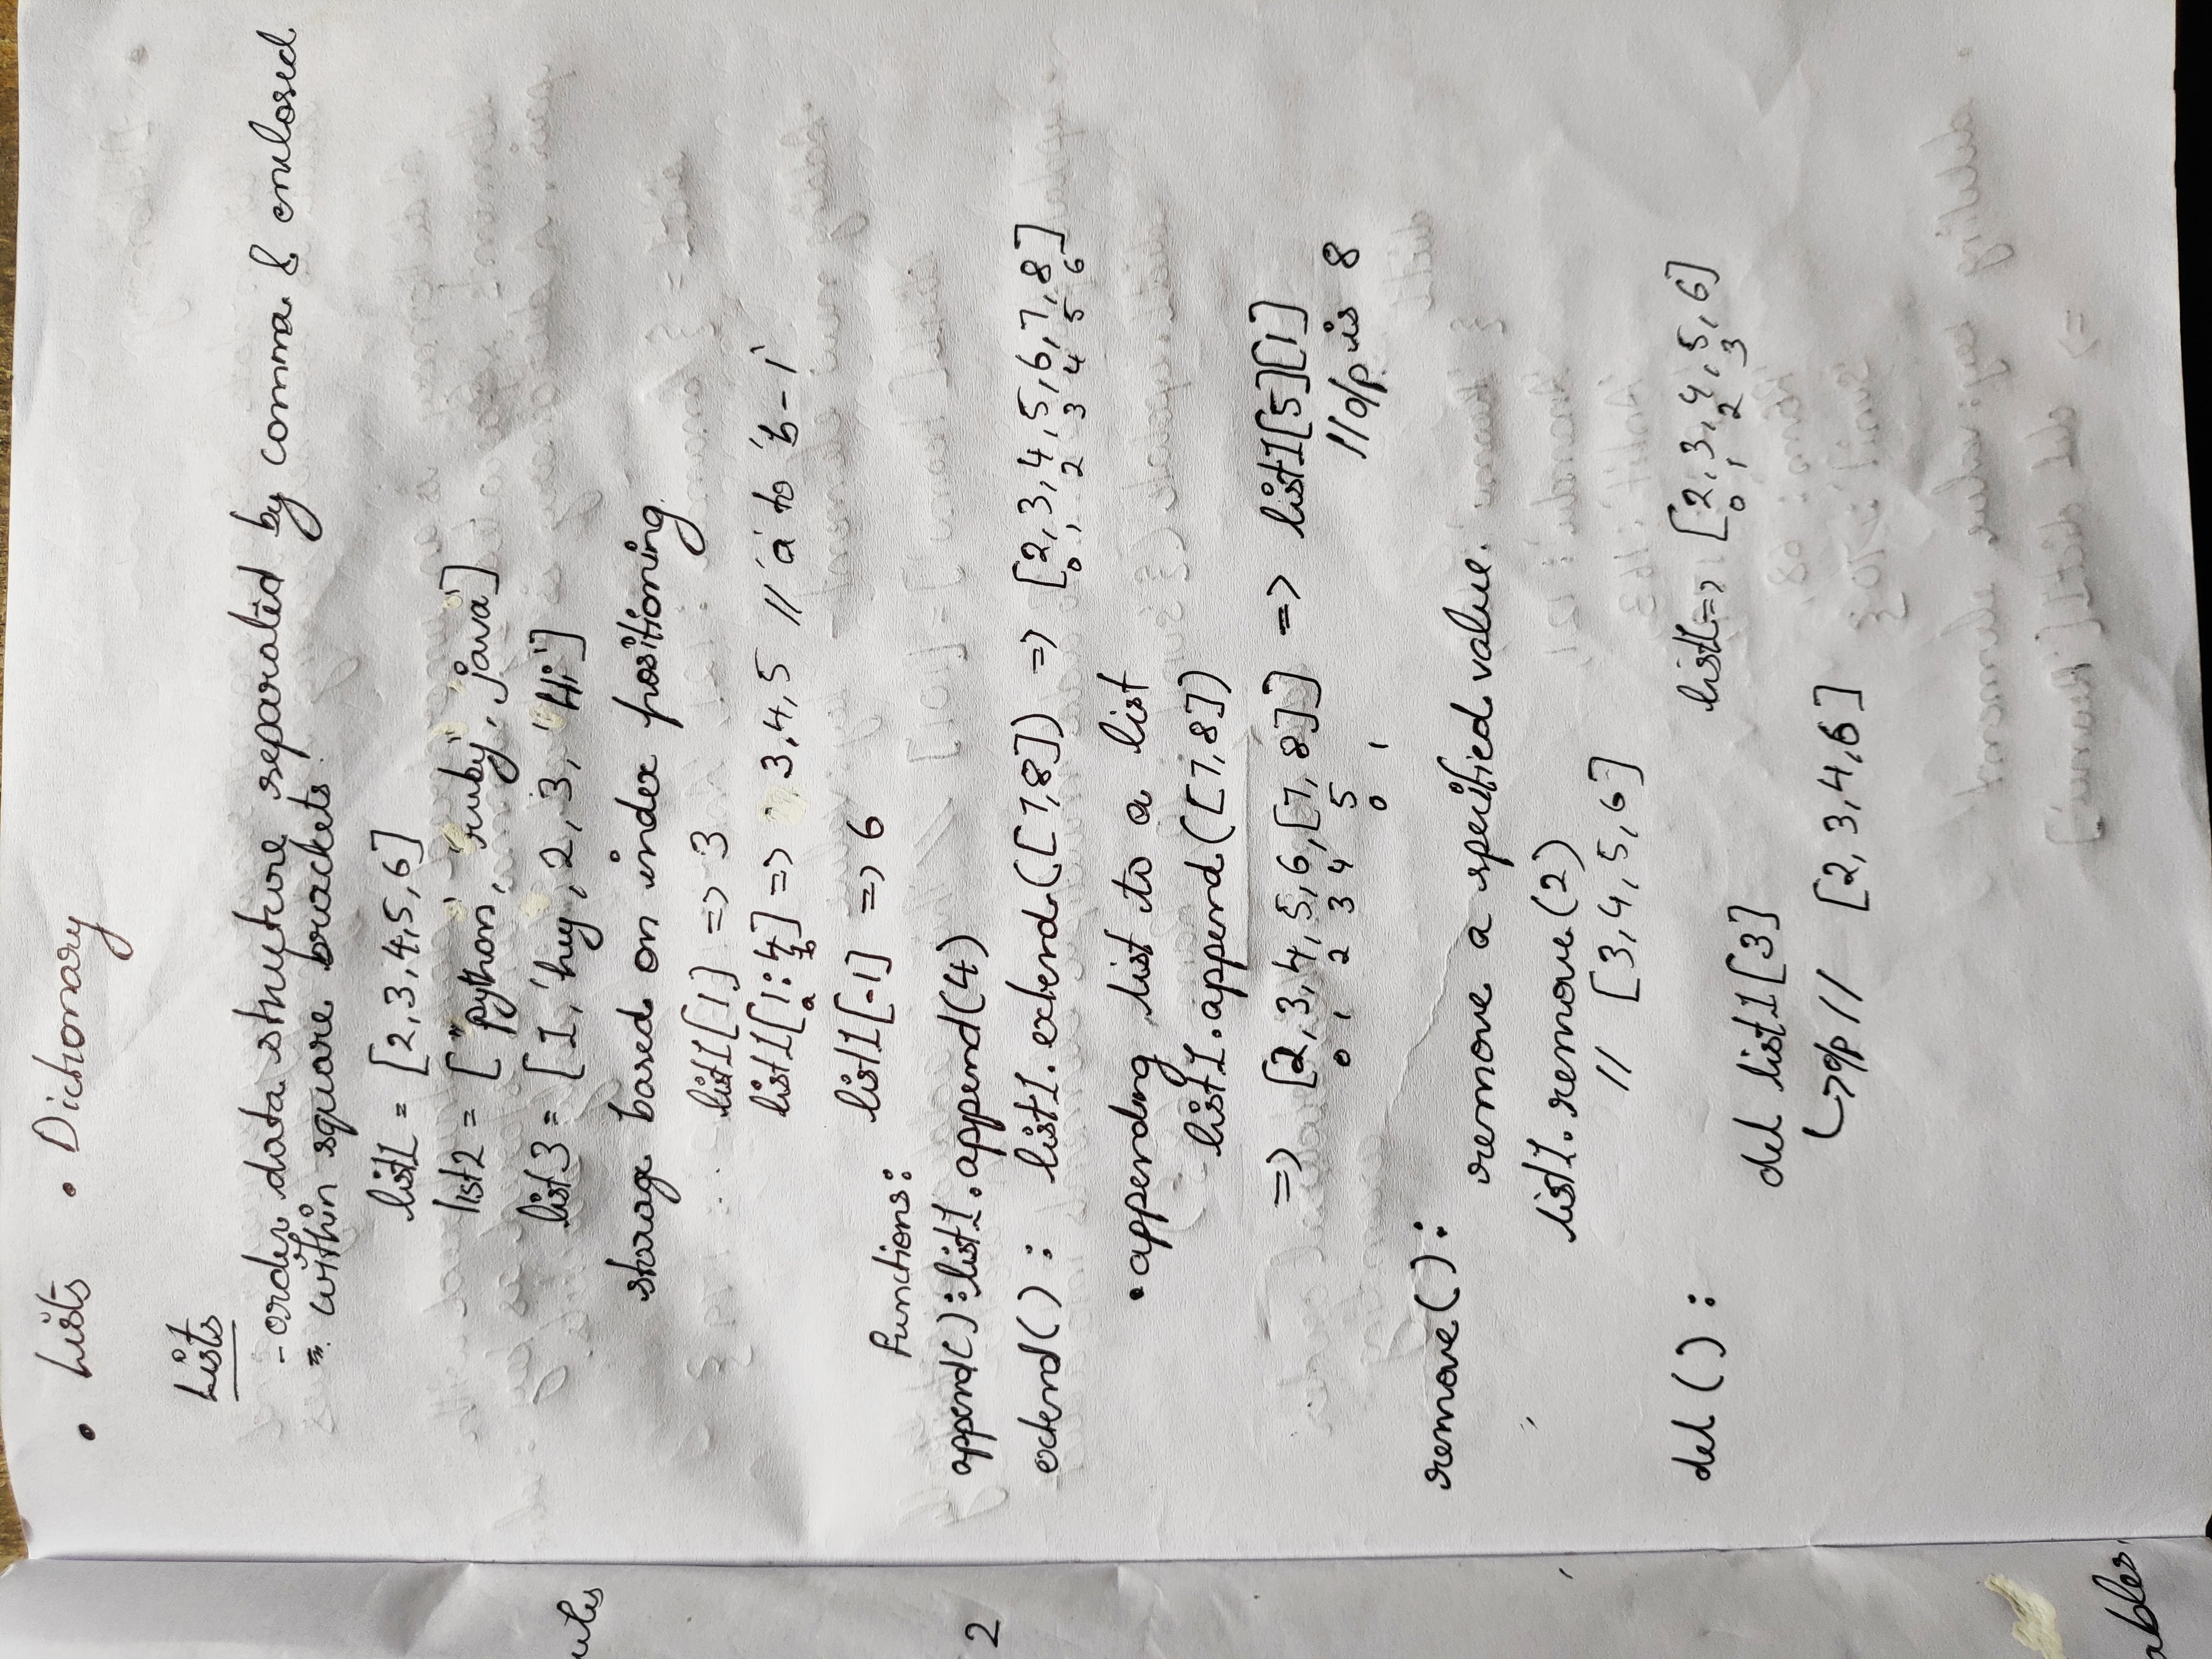 • Lists • Dictionary
Lists
- order data structure separated by comma & enclosed
within square brackets.
list1 = [2,3,4,5,6]
list2 = ["python', 'ruby', 'java']
list3 = [1, 'hey', 2, 3, 'Hi']
storage based on index positioning.
list1[1] => 3
list1[1:4] => 3,4,5 // 'a' to 'b-1'
a b
list1[-1] => 6
Functions:
append(): list1.append(4)
extend() : list1.extend([7,8]) => [2,3,4,5,6,7,8]
0 1 2 3 4 5 6
• appending list to a list
list1.append([7,8])
=> [2,3,4,5,6,[7,8]] => list1[5][1]
0 1 2 3 4 5 //o/p is 8
0 1
remove():
remove a specified value.
list1.remove(2)
// [3,4,5,6]
del() : list1=> [2,3,4,5,6]
0 1 2 3
del list1[3]
↳o/p // [2,3,4,6]
2
ables.